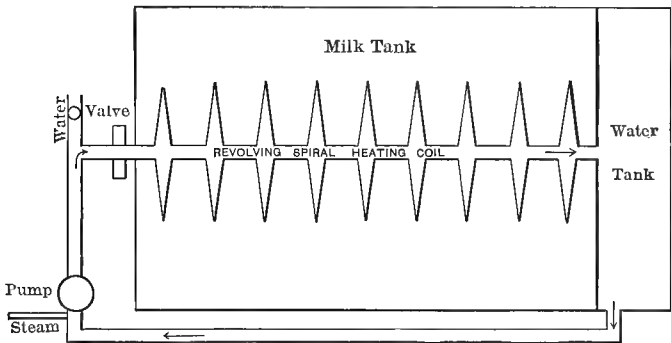 Milk Tank
Water
Valve
REVOLVING SPIRAL HEATING COIL
Water
Tank
Pump
Steam